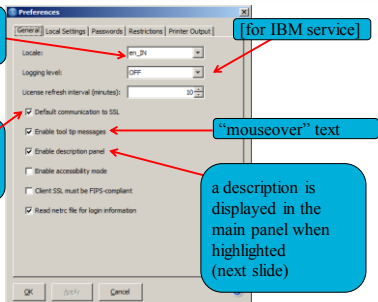 Preferences
[for IBM service]
General Local Settings Passwords Restrictions Printer Output
Locale: en_IN
Logging level: OFF
License refresh interval (minutes): 10
Default communication to SSL
Enable tool tip messages
"mouseover" text
Enable description panel
Enable accessibility mode
Client SSL must be FIPS-compliant
Read netrc file for login information
a description is
displayed in the
main panel when
highlighted
(next slide)
OK Apply Cancel